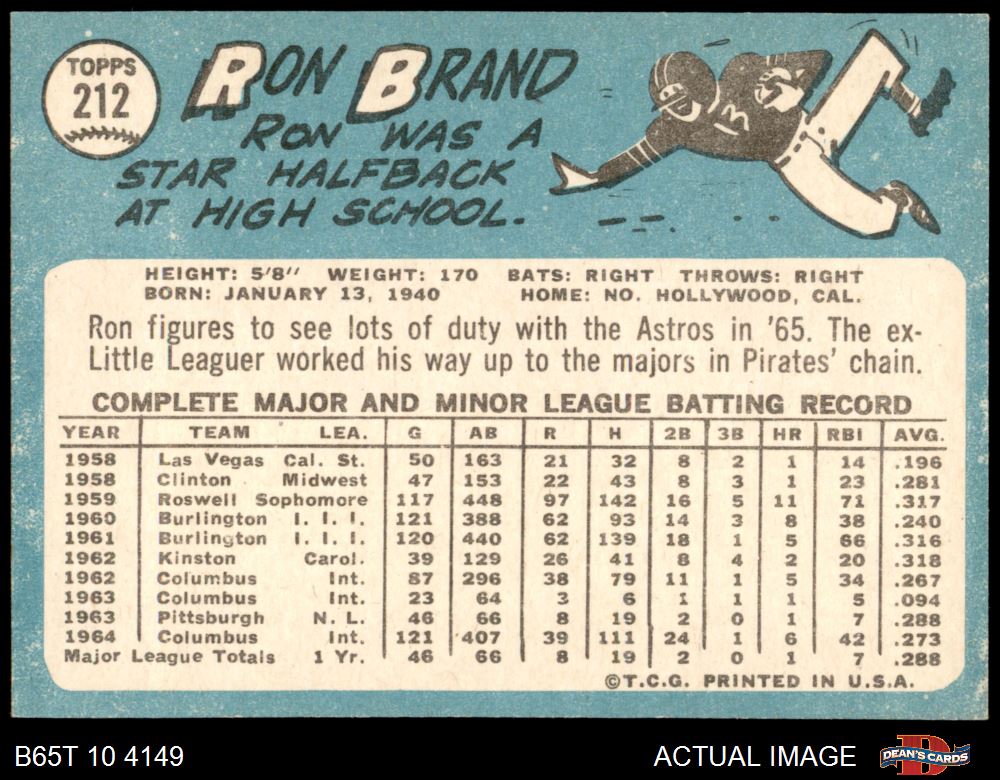 TOPPS
212
RON BRAND
RON WAS A
STAR HALFBACK
AT HIGH SCHOOL.
HEIGHT: 5'8" WEIGHT: 170 BATS: RIGHT THROWS: RIGHT
BORN: JANUARY 13, 1940 HOME: NO. HOLLYWOOD, CAL.
Ron figures to see lots of duty with the Astros in '65. The ex-
Little Leaguer worked his way up to the majors in Pirates' chain.
COMPLETE MAJOR AND MINOR LEAGUE BATTING RECORD
YEAR TEAM LEA. G AB R H 2B 3B HR RBI AVG.
1958 Las Vegas Cal. St. 50 163 21 32 8 2 1 14 .196
1958 Clinton Midwest 47 153 22 43 8 3 1 23 .281
1959 Roswell Sophomore 117 448 97 142 16 5 11 71 .317
1960 Burlington I. I. I. 121 388 62 93 14 3 8 38 .240
1961 Burlington I. I. I. 120 440 62 139 18 1 5 66 .316
1962 Kinston Carol. 39 129 26 41 8 4 2 20 .318
1962 Columbus Int. 87 296 38 79 11 1 5 34 .267
1963 Columbus Int. 23 64 3 6 1 1 1 5 .094
1963 Pittsburgh N. L. 46 66 8 19 2 0 1 7 .288
1964 Columbus Int. 121 407 39 111 24 1 6 42 .273
Major League Totals 1 Yr. 46 66 8 19 2 0 1 7 .288
©T.C.G. PRINTED IN U.S.A.
B65T 10 4149
ACTUAL IMAGE
DEAN'S CARDS